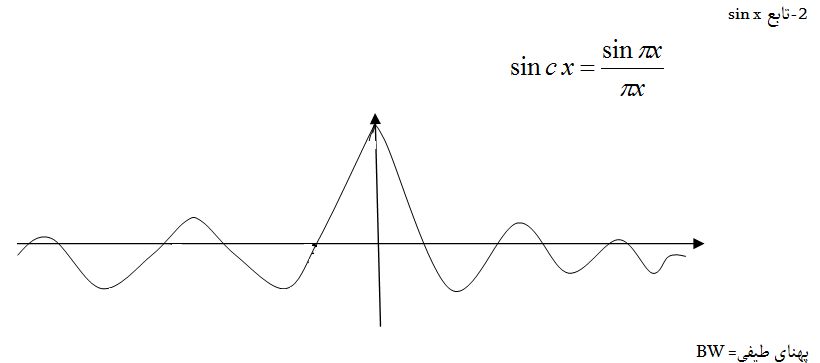 2-تابع sin x
sin c x = sin πx / πx
پهنای طیفی= BW